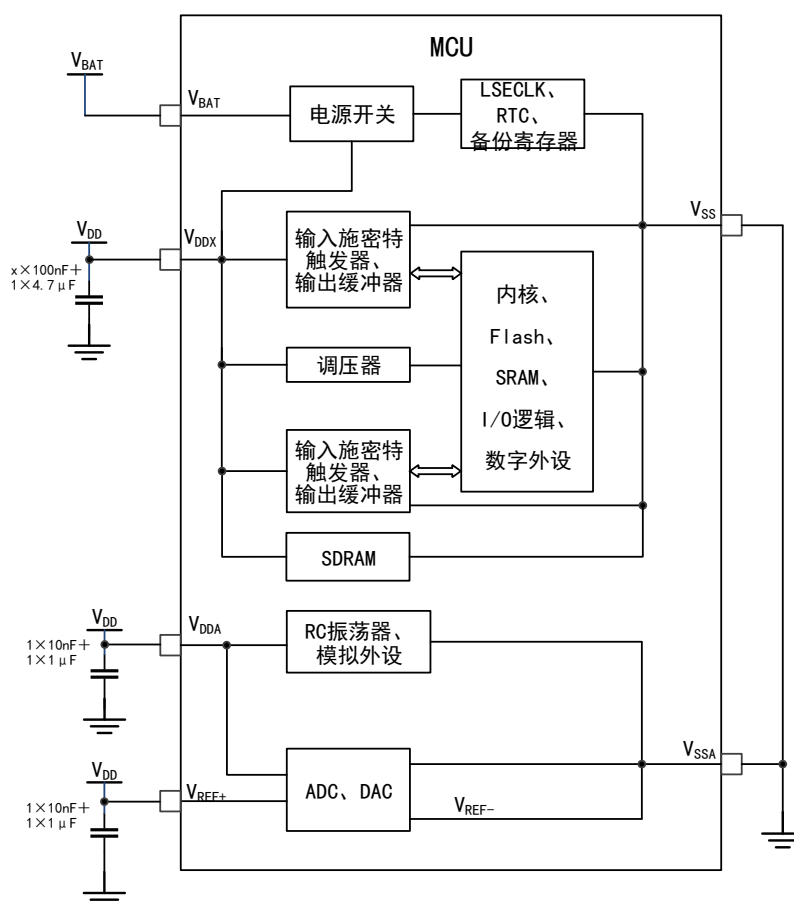 MCU
VBAT
VBAT
电源开关
LSECLK、
RTC、
备份寄存器
VSS
VDD
VDDX
x×100nF+
1×4.7μF
输入施密特
触发器、
输出缓冲器
内核、
Flash、
SRAM、
I/O逻辑、
数字外设
调压器
输入施密特
触发器、
输出缓冲器
SDRAM
VDD
VDDA
1×10nF+
1×1μF
RC振荡器、
模拟外设
VSSA
VDD
VREF+
1×10nF+
1×1μF
ADC、DAC
VREF-